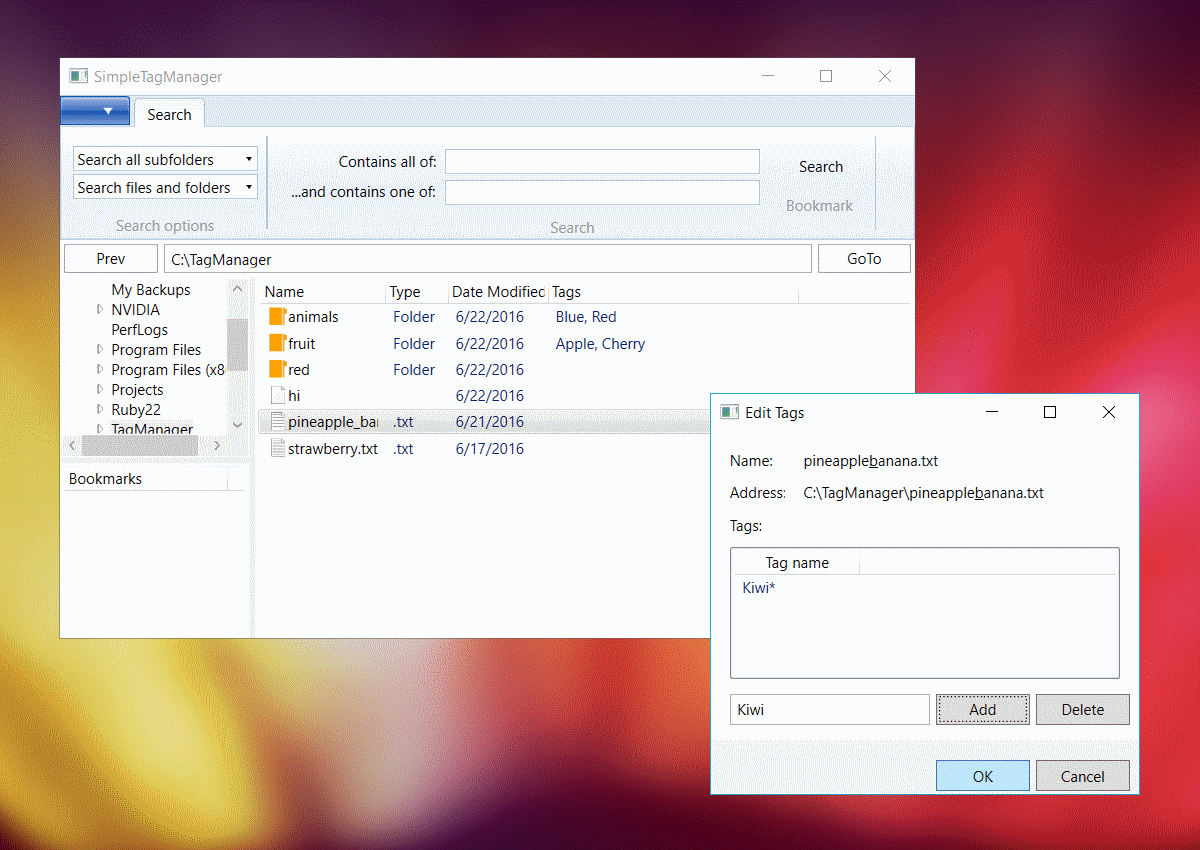 SimpleTagManager
Search
Search all subfolders
Contains all of:
Search
Search files and folders
...and contains one of:
Bookmark
Search options
Search
Prev
C:\TagManager
GoTo
My Backups
NVIDIA
PerfLogs
Program Files
Program Files (x8
Projects
Ruby22
TagManager
Bookmarks
Name Type Date Modified Tags
animals Folder 6/22/2016 Blue, Red
fruit Folder 6/22/2016 Apple, Cherry
red Folder 6/22/2016
hi 6/22/2016
pineapple_ba .txt 6/21/2016
strawberry.txt .txt 6/17/2016
Edit Tags
Name: pineapplebanana.txt
Address: C:\TagManager\pineapplebanana.txt
Tags:
Tag name
Kiwi*
Kiwi
Add
Delete
OK
Cancel